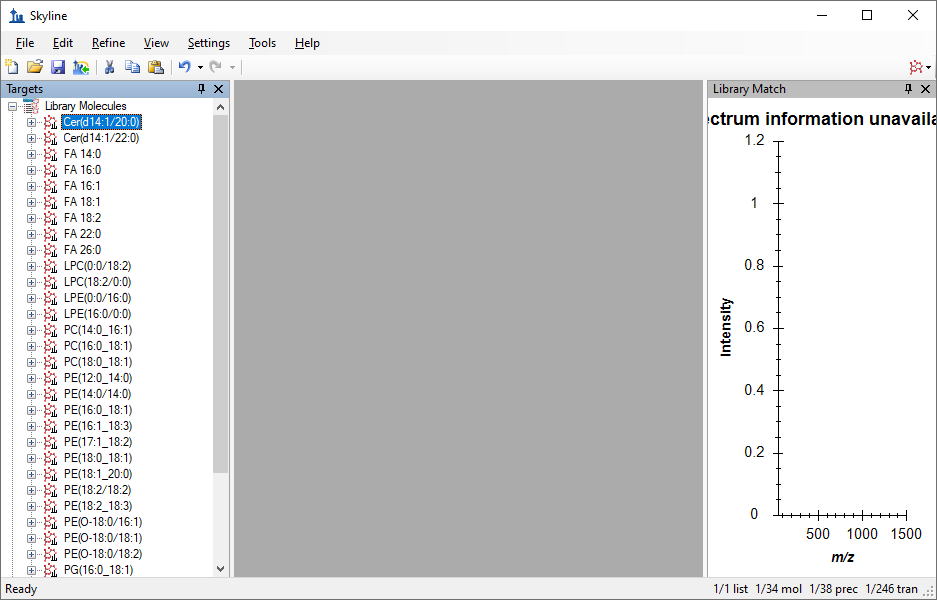 Skyline
File Edit Refine View Settings Tools Help
Targets
Library Molecules
Cer(d14:1/20:0)
Cer(d14:1/22:0)
FA 14:0
FA 16:0
FA 16:1
FA 18:1
FA 18:2
FA 22:0
FA 26:0
LPC(0:0/18:2)
LPC(18:2/0:0)
LPE(0:0/16:0)
LPE(16:0/0:0)
PC(14:0_16:1)
PC(16:0_18:1)
PC(18:0_18:1)
PE(12:0_14:0)
PE(14:0/14:0)
PE(16:0_18:1)
PE(16:1_18:3)
PE(17:1_18:2)
PE(18:0_18:1)
PE(18:1_20:0)
PE(18:2/18:2)
PE(18:2_18:3)
PE(O-18:0/16:1)
PE(O-18:0/18:1)
PE(O-18:0/18:2)
PG(16:0_18:1)
Library Match
ectrum information unavaila
1.2
1
0.8
0.6
0.4
0.2
0
Intensity
500 1000 1500
m/z
Ready
1/1 list 1/34 mol 1/38 prec 1/246 tran